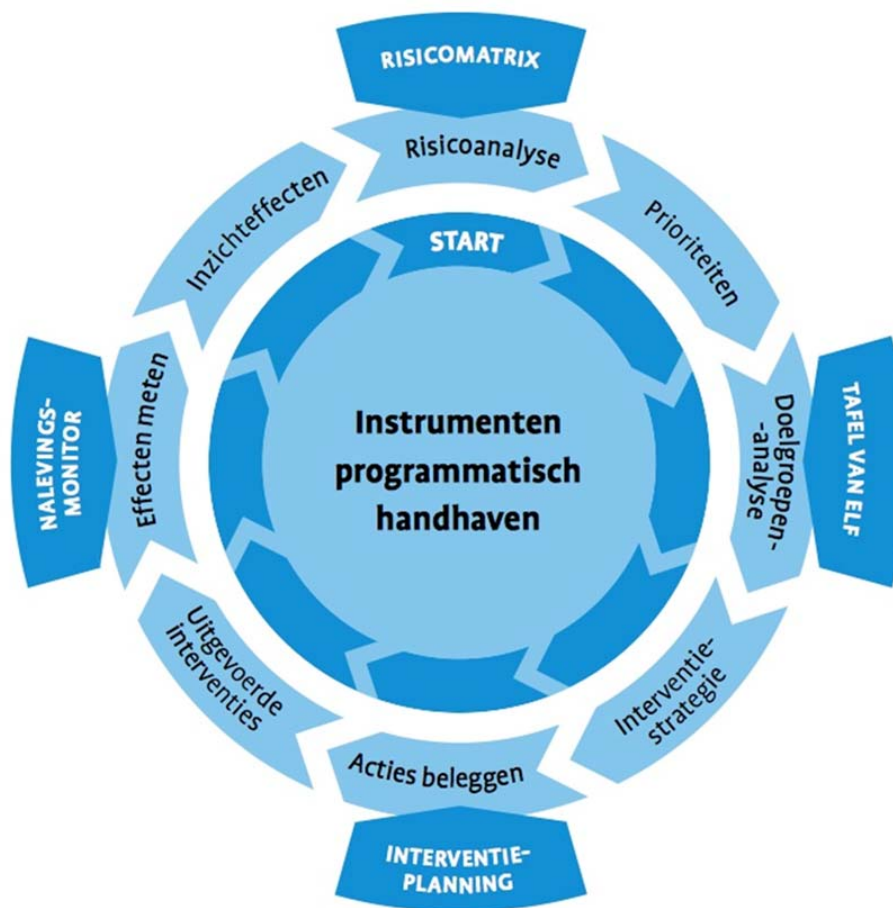 RISICOMATRIX
Risicoanalyse
START
Prioriteiten
Doelgroepen-
-analyse
TAFEL VAN ELF
Interventie-
strategie
Acties beleggen
INTERVENTIE-
PLANNING
Uitgevoerde
interventies
Effecten meten
NALEVINGS-
MONITOR
Inzichteffecten
Instrumenten
programmatisch
handhaven